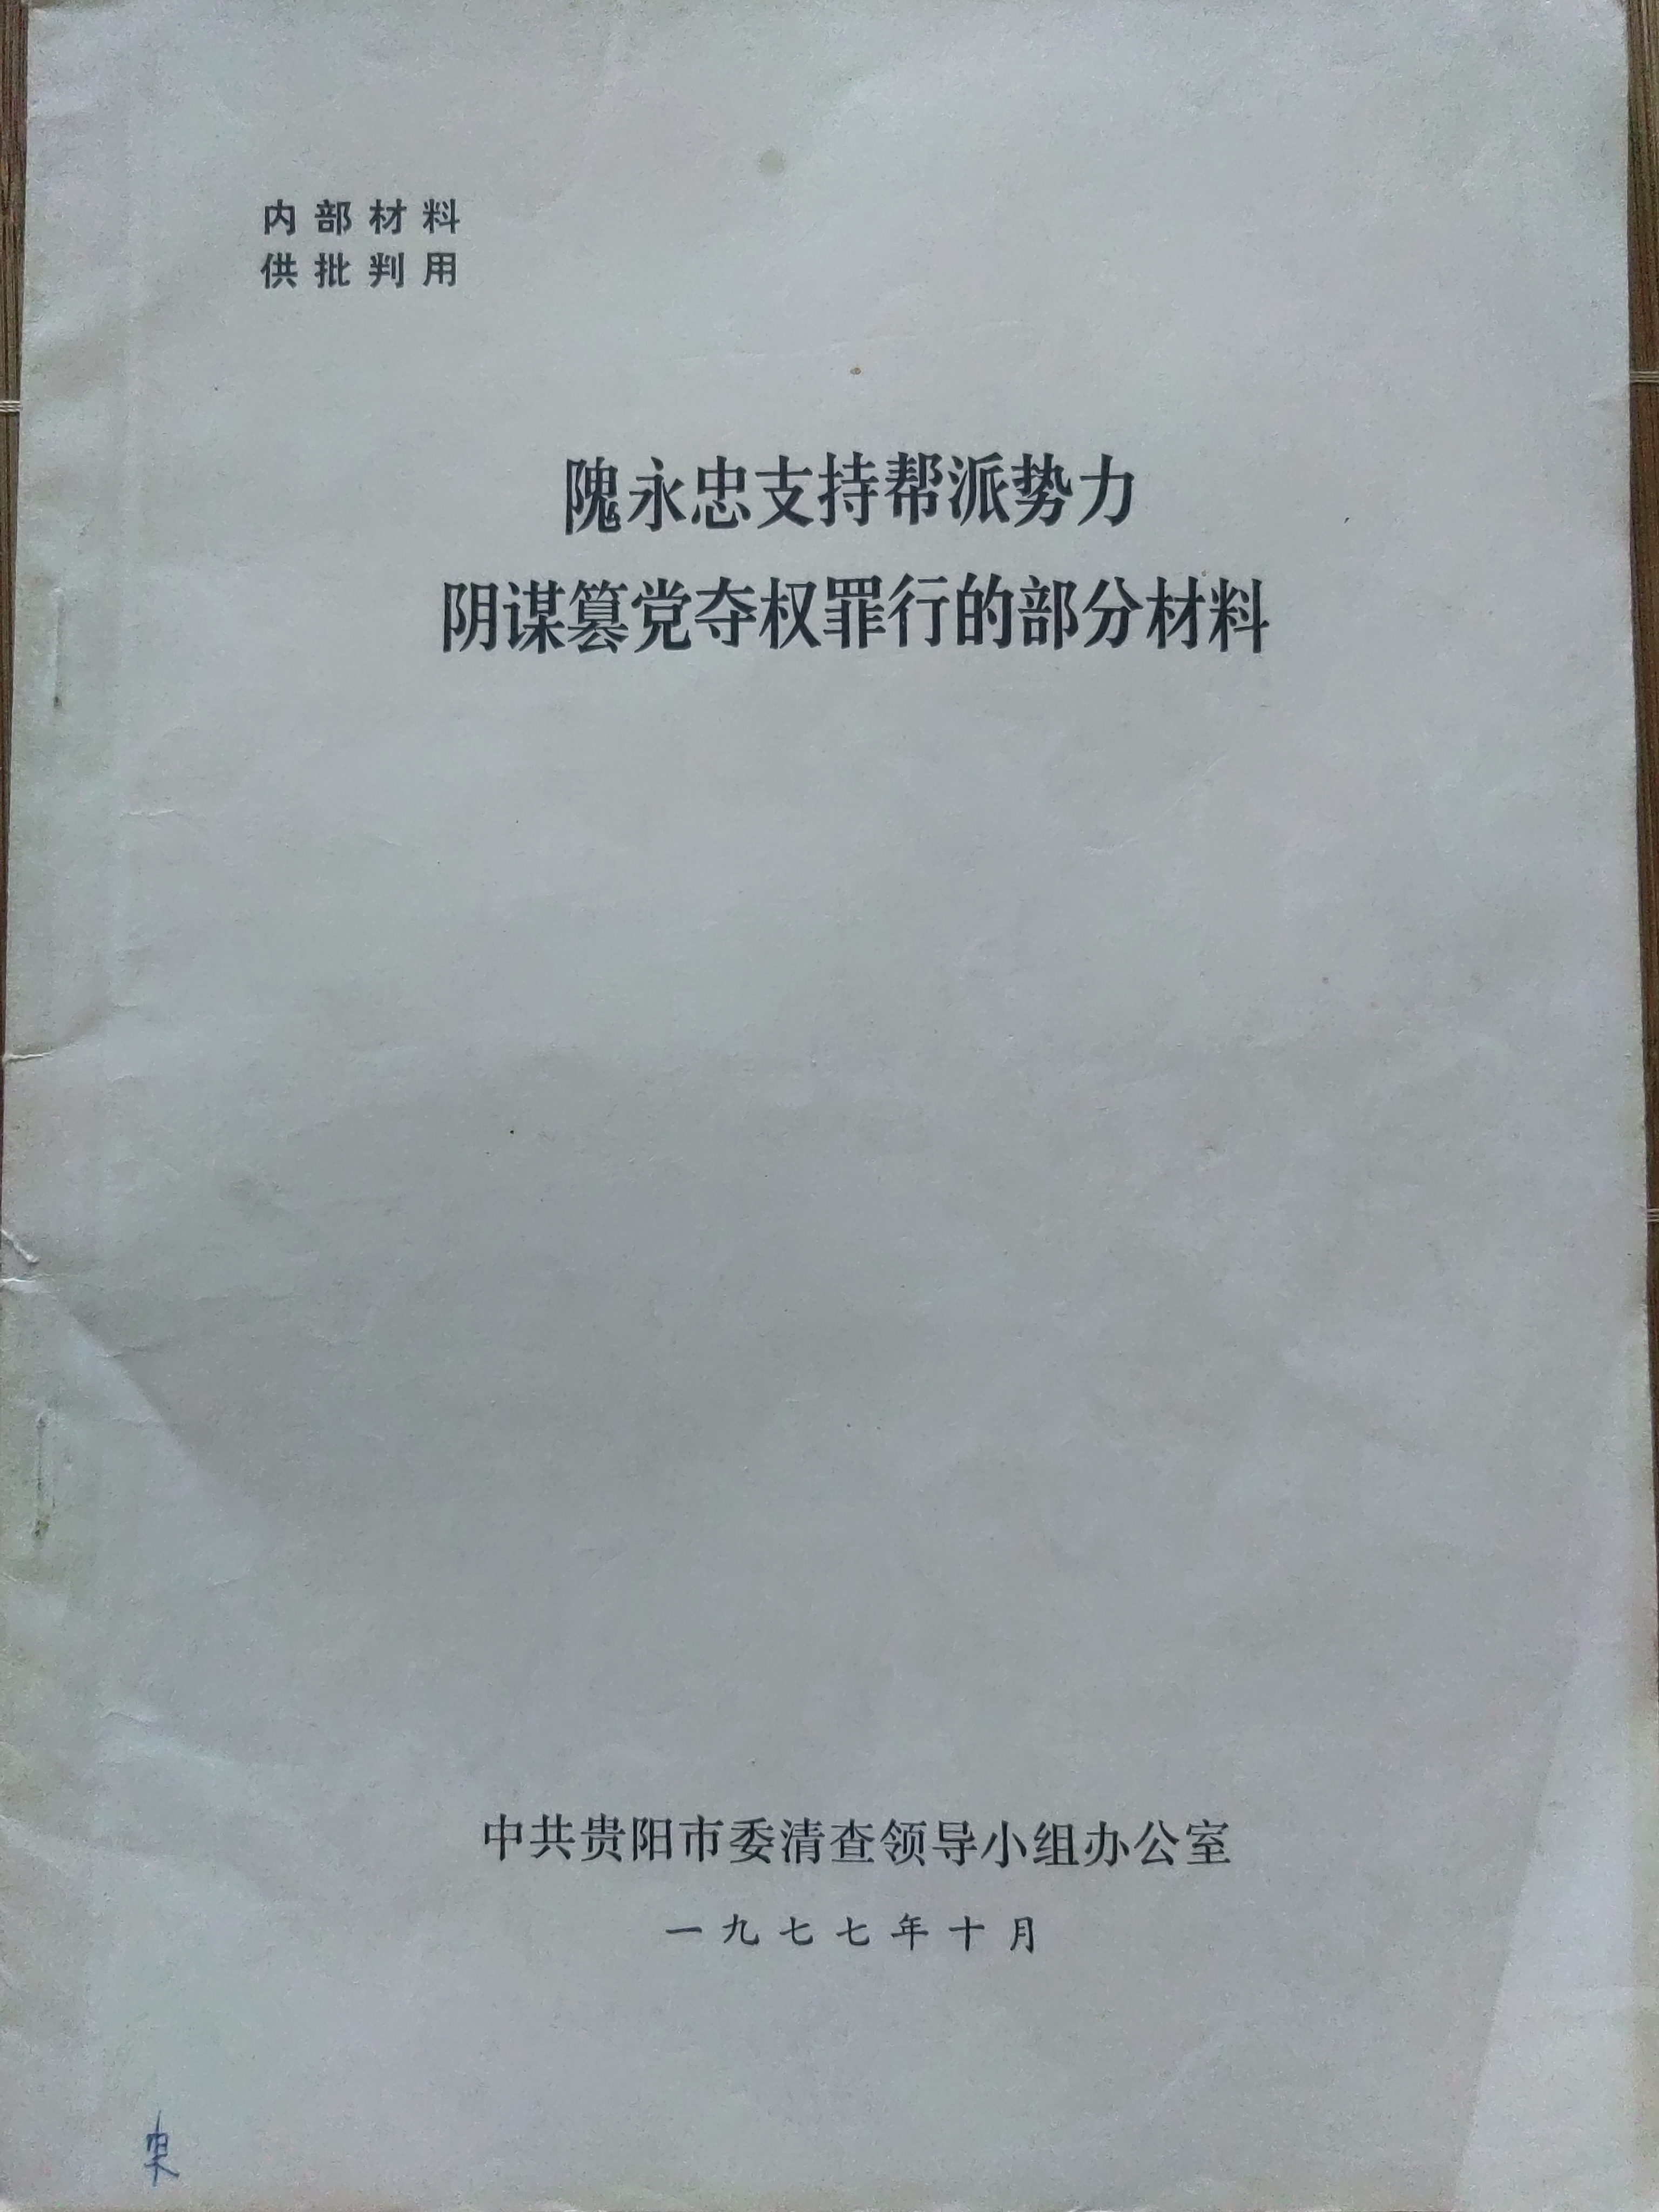 内部材料
供批判用
隗永忠支持帮派势力
阴谋篡党夺权罪行的部分材料
中共贵阳市委清查领导小组办公室
一九七七年十月